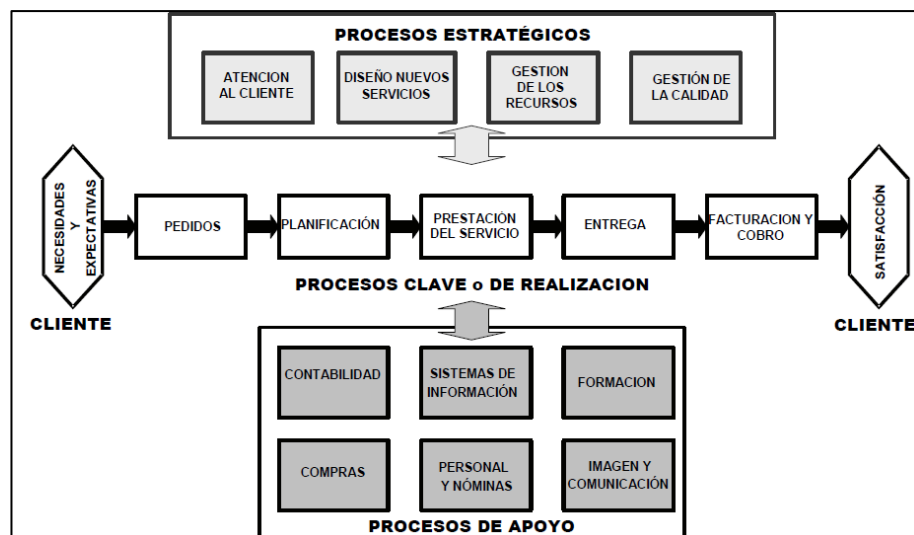 PROCESOS ESTRATÉGICOS
ATENCION
AL CLIENTE
DISEÑO NUEVOS
SERVICIOS
GESTION
DE LOS
RECURSOS
GESTIÓN DE
LA CALIDAD
NECESIDADES
Y
EXPECTATIVAS
PEDIDOS
PLANIFICACIÓN
PRESTACIÓN
DEL SERVICIO
ENTREGA
FACTURACION Y
COBRO
SATISFACCIÓN
CLIENTE
PROCESOS CLAVE o DE REALIZACION
CLIENTE
CONTABILIDAD
SISTEMAS DE
INFORMACIÓN
FORMACION
COMPRAS
PERSONAL
Y NÓMINAS
IMAGEN Y
COMUNICACIÓN
PROCESOS DE APOYO